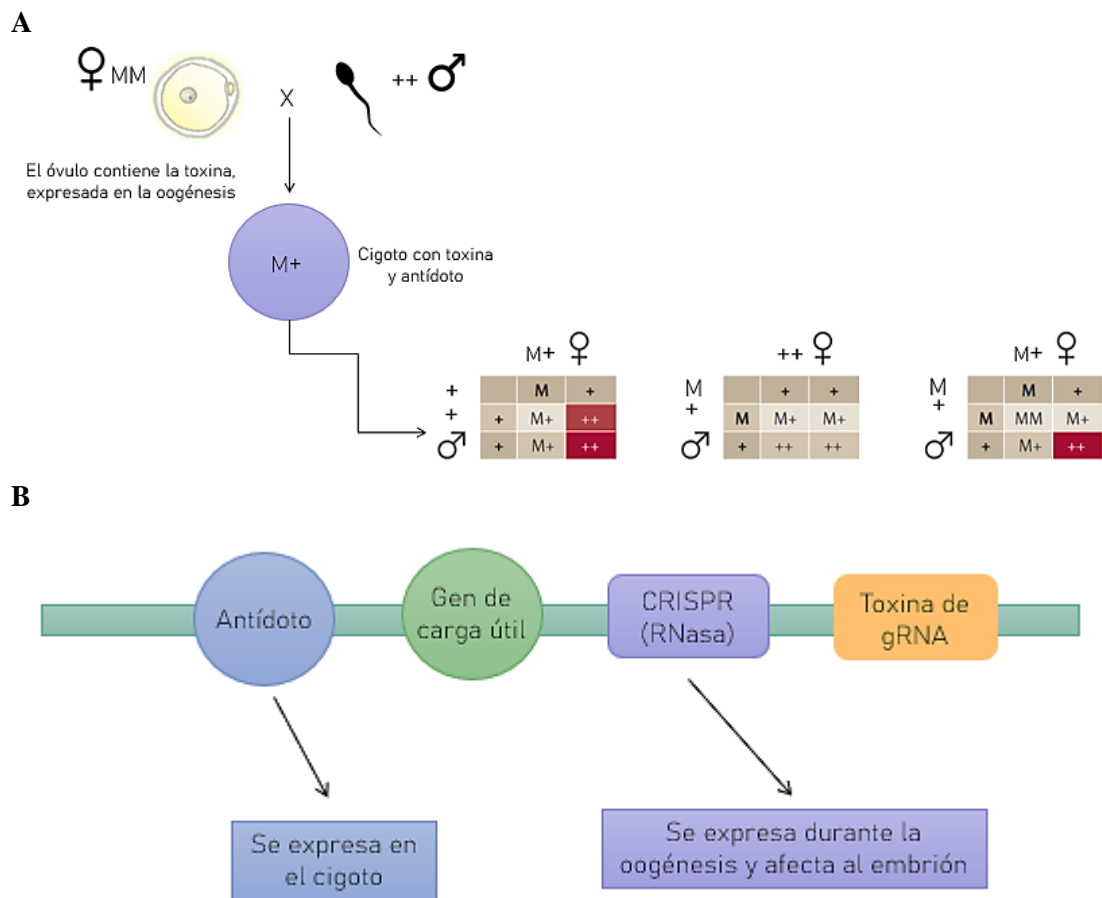 A
♀ MM
X
++ ♂
El óvulo contiene la toxina,
expresada en la oogénesis
M+
Cigoto con toxina
y antídoto
M+ ♀
+
+
♂
M +
+ M+ ++
+ M+ ++
++ ♀
M
+
♂
+ +
M M+ M+
+ ++ ++
M+ ♀
M
+
♂
M +
M MM M+
+ M+ ++
B
Antídoto
Gen de
carga útil
CRISPR
(RNasa)
Toxina de
gRNA
Se expresa en
el cigoto
Se expresa durante la
oogénesis y afecta al embrión